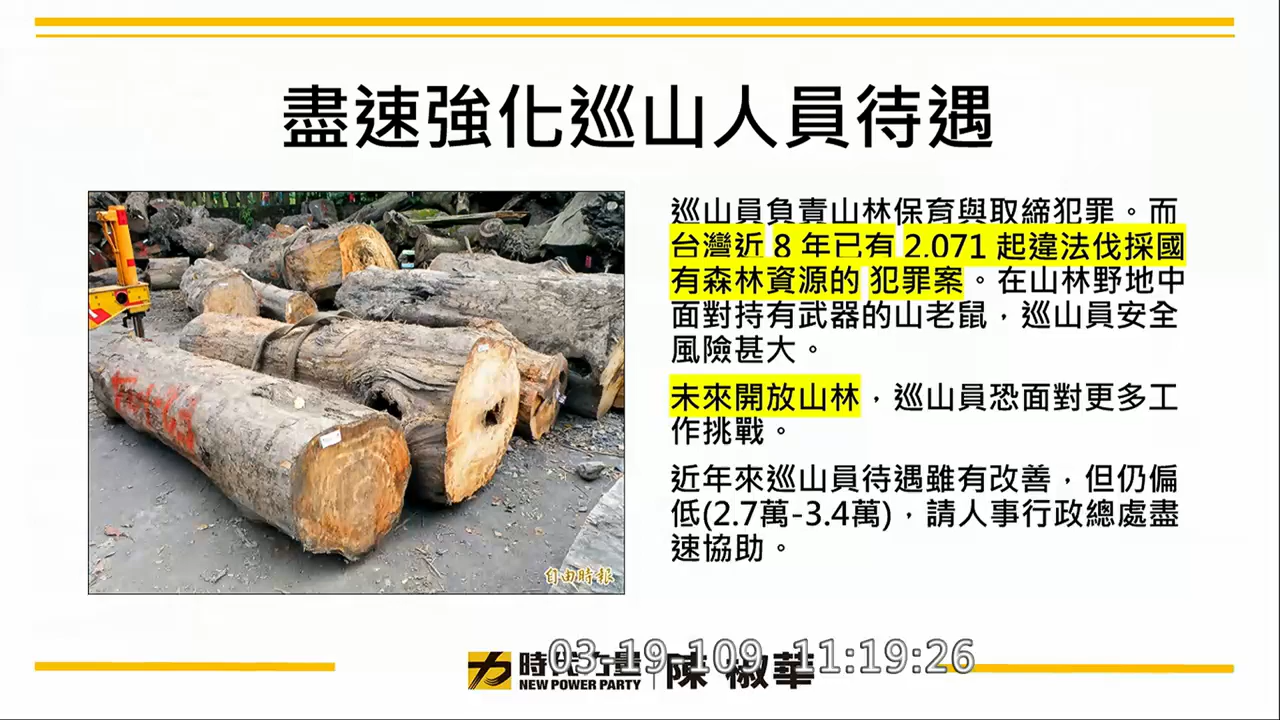 盡速強化巡山人員待遇
巡山員負責山林保育與取締犯罪。而
台灣近 8 年已有 2,071 起違法伐採國
有森林資源的 犯罪案。在山林野地中
面對持有武器的山老鼠，巡山員安全
風險甚大。
未來開放山林，巡山員恐面對更多工
作挑戰。
近年來巡山員待遇雖有改善，但仍偏
低(2.7萬-3.4萬)，請人事行政總處盡
速協助。
自由時報
時代力量
NEW POWER PARTY
陳 椒華
03-19-109 11:19:26